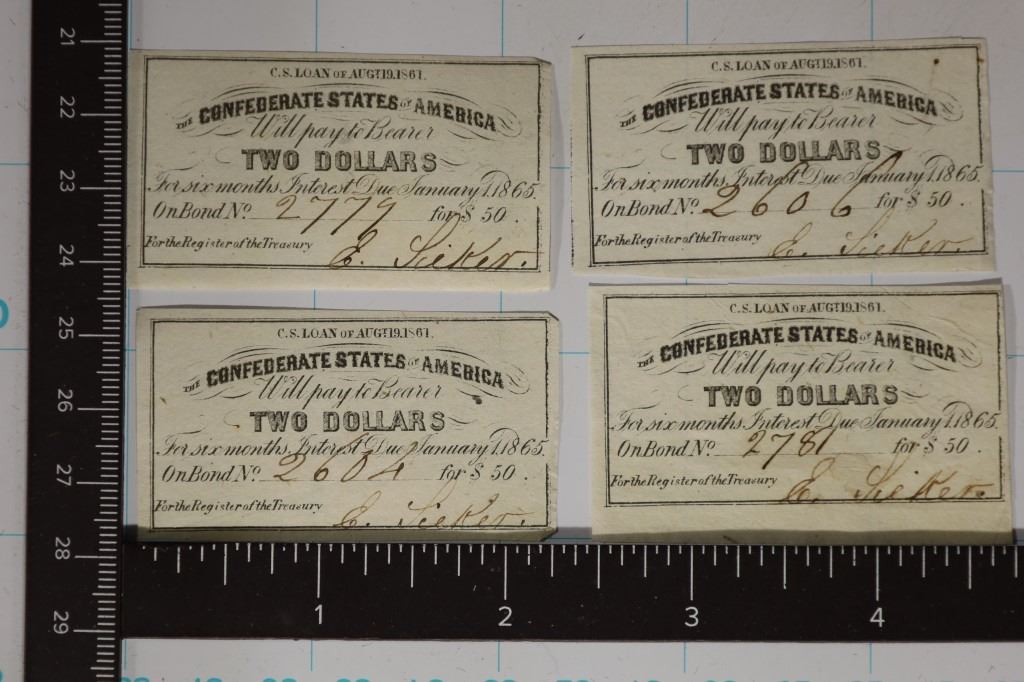 C.S. LOAN OF AUGT. 19. 1861.
THE CONFEDERATE STATES OF AMERICA
Will pay to Bearer
TWO DOLLARS
For six months Interest Due January 1. 1865.
On Bond No. 2779 for $ 50.
For the Register of the Treasury
E. Sieker.
C.S. LOAN OF AUGT. 19. 1861.
THE CONFEDERATE STATES OF AMERICA
Will pay to Bearer
TWO DOLLARS
For six months Interest Due January 1. 1865.
On Bond No. 2606 for $ 50.
For the Register of the Treasury
E. Sieker.
C.S. LOAN OF AUGT. 19. 1861.
THE CONFEDERATE STATES OF AMERICA
Will pay to Bearer
TWO DOLLARS
For six months Interest Due January 1. 1865.
On Bond No. 2604 for $ 50.
For the Register of the Treasury
E. Sieker.
C.S. LOAN OF AUGT. 19. 1861.
THE CONFEDERATE STATES OF AMERICA
Will pay to Bearer
TWO DOLLARS
For six months Interest Due January 1. 1865.
On Bond No. 2781 for $ 50.
For the Register of the Treasury
E. Sieker.
21
22
23
24
25
26
27
28
29
1 2 3 4